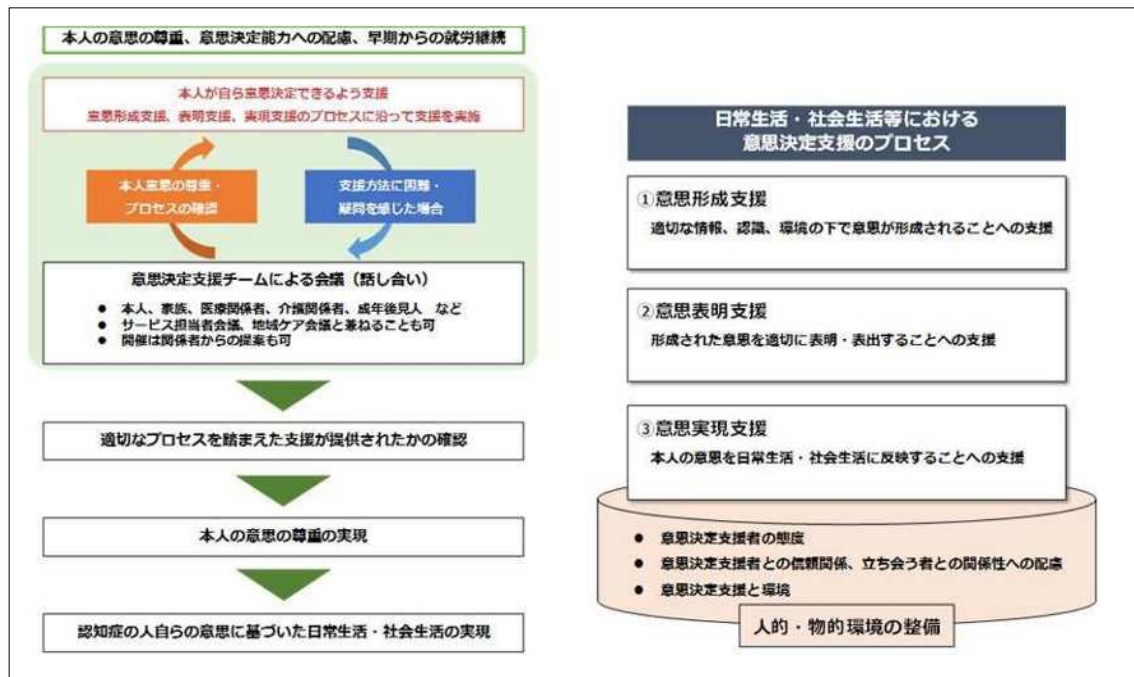 本人の意思の尊重、意思決定能力への配慮、早期からの就労継続
本人が自ら意思決定できるよう支援
意思形成支援、表明支援、実現支援のプロセスに沿って支援を実施
本人意思の尊重・
プロセスの確認
支援方法に困難・
疑問を感じた場合
意思決定支援チームによる会議（話し合い）
● 本人、家族、医療関係者、介護関係者、成年後見人 など
● サービス担当者会議、地域ケア会議と兼ねることも可
● 開催は関係者からの提案も可
適切なプロセスを踏まえた支援が提供されたかの確認
本人の意思の尊重の実現
認知症の人自らの意思に基づいた日常生活・社会生活の実現
日常生活・社会生活等における
意思決定支援のプロセス
①意思形成支援
適切な情報、認識、環境の下で意思が形成されることへの支援
②意思表明支援
形成された意思を適切に表明・表出することへの支援
③意思実現支援
本人の意思を日常生活・社会生活に反映することへの支援
● 意思決定支援者の態度
● 意思決定支援者との信頼関係、立ち会う者との関係性への配慮
● 意思決定支援と環境
人的・物的環境の整備